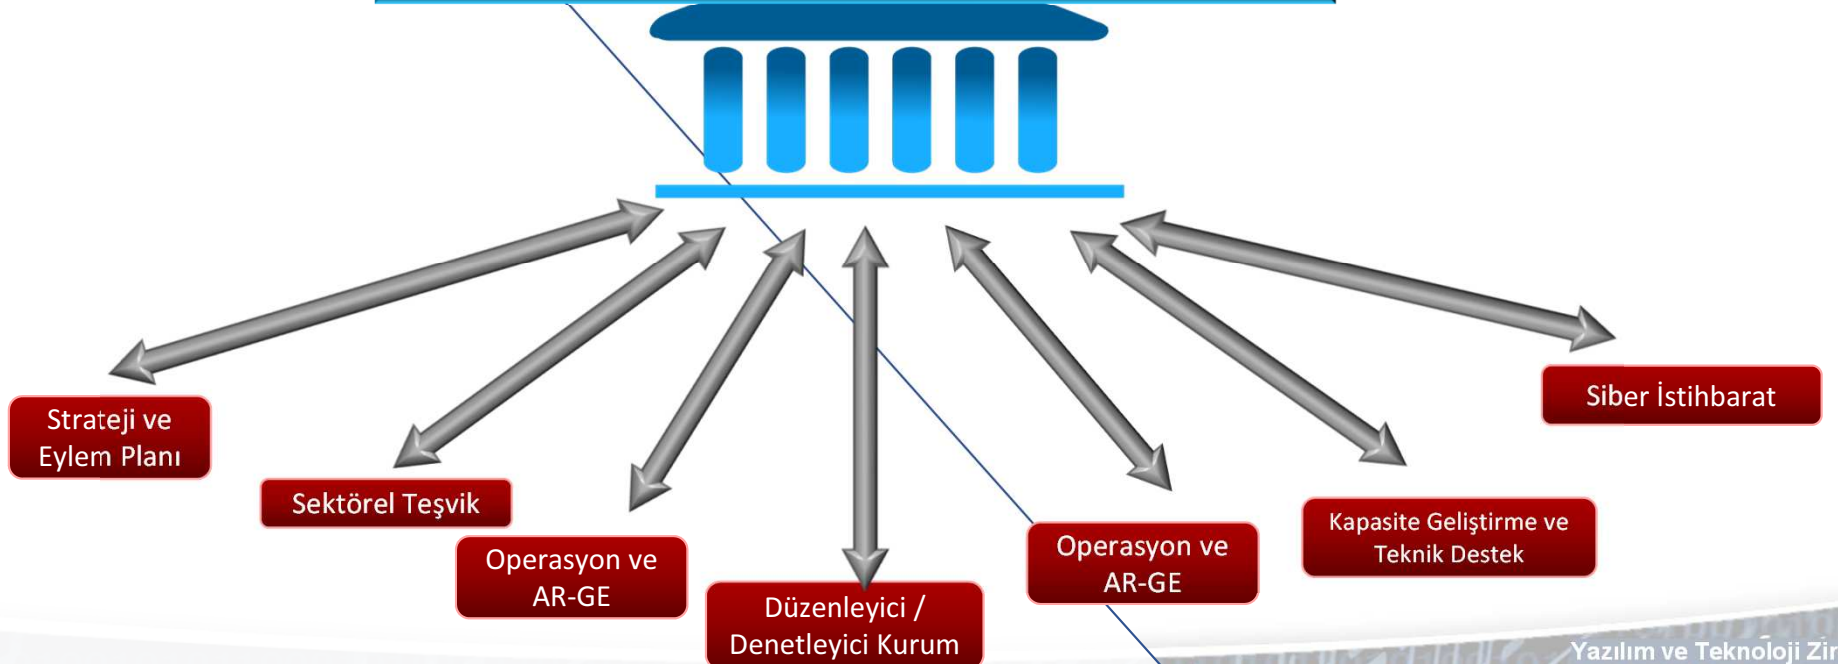 Strateji ve
Eylem Planı
Sektörel Teşvik
Operasyon ve
AR-GE
Düzenleyici /
Denetleyici Kurum
Operasyon ve
AR-GE
Kapasite Geliştirme ve
Teknik Destek
Siber İstihbarat
Yazılım ve Teknoloji